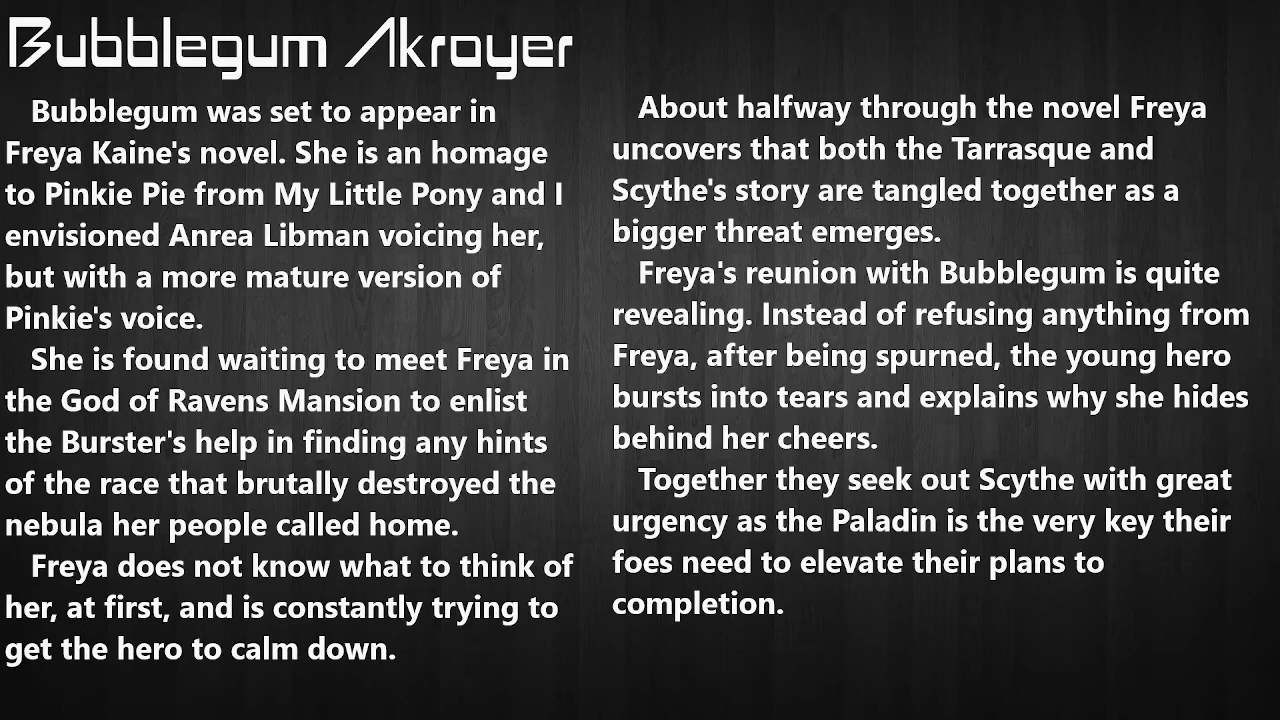 Bubblegum Akroyer
Bubblegum was set to appear in
Freya Kaine's novel. She is an homage
to Pinkie Pie from My Little Pony and I
envisioned Anrea Libman voicing her,
but with a more mature version of
Pinkie's voice.
She is found waiting to meet Freya in
the God of Ravens Mansion to enlist
the Burster's help in finding any hints
of the race that brutally destroyed the
nebula her people called home.
Freya does not know what to think of
her, at first, and is constantly trying to
get the hero to calm down.
About halfway through the novel Freya
uncovers that both the Tarrasque and
Scythe's story are tangled together as a
bigger threat emerges.
Freya's reunion with Bubblegum is quite
revealing. Instead of refusing anything from
Freya, after being spurned, the young hero
bursts into tears and explains why she hides
behind her cheers.
Together they seek out Scythe with great
urgency as the Paladin is the very key their
foes need to elevate their plans to
completion.